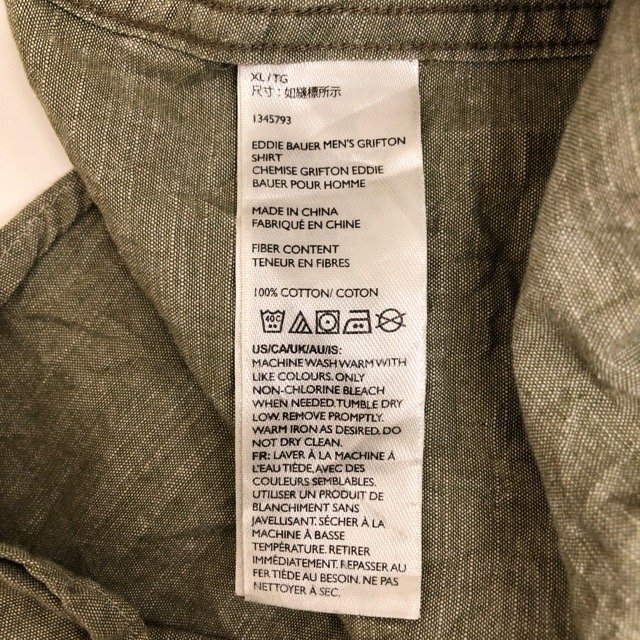 XL/TG
尺寸：如縫標所示
1345793
EDDIE BAUER MEN'S GRIFTON
SHIRT
CHEMISE GRIFTON EDDIE
BAUER POUR HOMME
MADE IN CHINA
FABRIQUÉ EN CHINE
FIBER CONTENT
TENEUR EN FIBRES
100% COTTON/ COTON
40C
US/CA/UK/AU/IS:
MACHINE WASH WARM WITH
LIKE COLOURS. ONLY
NON-CHLORINE BLEACH
WHEN NEEDED. TUMBLE DRY
LOW. REMOVE PROMPTLY.
WARM IRON AS DESIRED. DO
NOT DRY CLEAN.
FR: LAVER À LA MACHINE À
L'EAU TIÈDE, AVEC DES
COULEURS SEMBLABLES.
UTILISER UN PRODUIT DE
BLANCHIMENT SANS
JAVELLISANT. SÉCHER À LA
MACHINE À BASSE
TEMPÉRATURE. RETIRER
IMMÉDIATEMENT. REPASSER AU
FER TIÈDE AU BESOIN. NE PAS
NETTOYER À SEC.